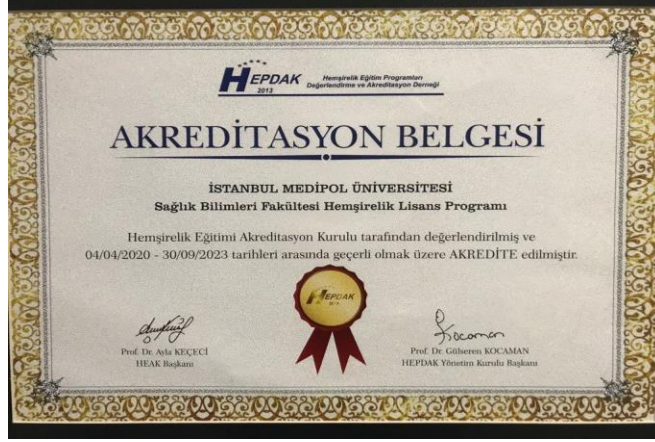 HEPDAK
2013
Hemşirelik Eğitim Programları
Değerlendirme ve Akreditasyon Derneği
AKREDİTASYON BELGESİ
İSTANBUL MEDİPOL ÜNİVERSİTESİ
Sağlık Bilimleri Fakültesi Hemşirelik Lisans Programı
Hemşirelik Eğitimi Akreditasyon Kurulu tarafından değerlendirilmiş ve
04/04/2020 - 30/09/2023 tarihleri arasında geçerli olmak üzere AKREDİTE edilmiştir.
HEPDAK
Kocaman
Prof. Dr. Ayla KEÇECİ
HEAK Başkanı
Prof. Dr. Gülseren KOCAMAN
HEPDAK Yönetim Kurulu Başkanı